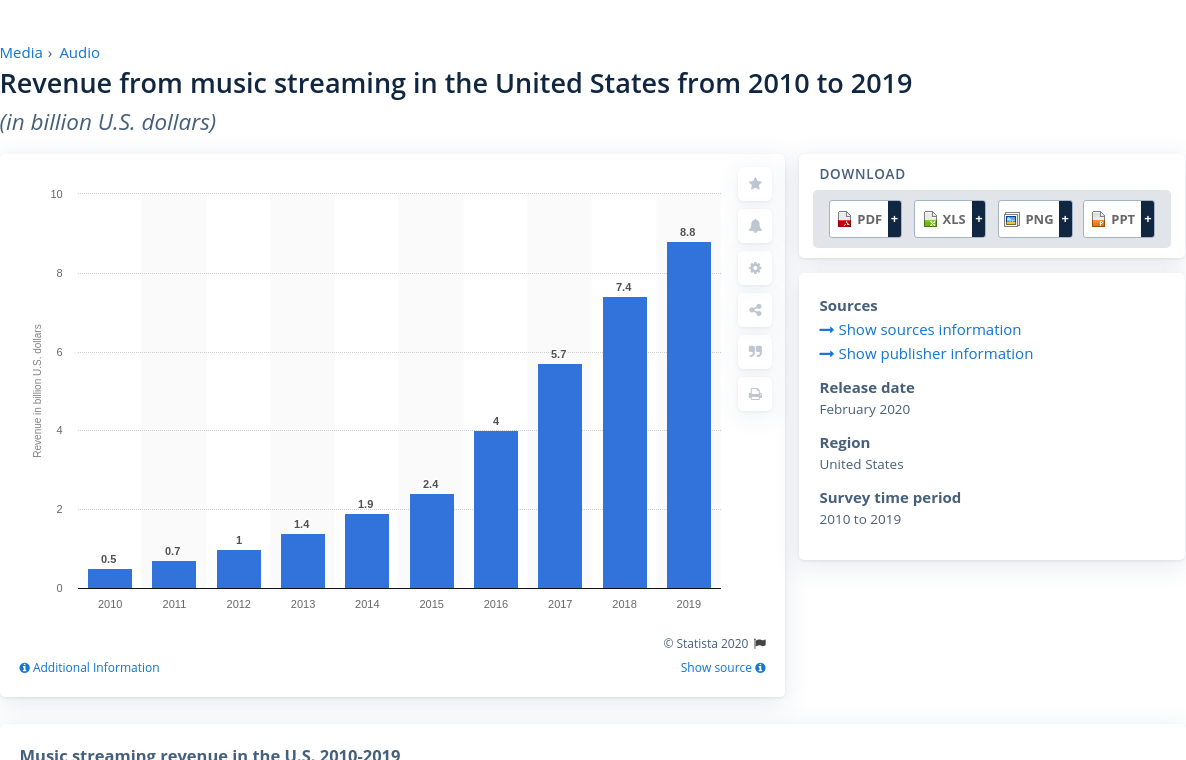 Media › Audio
Revenue from music streaming in the United States from 2010 to 2019
(in billion U.S. dollars)
Revenue in billion U.S. dollars
10
8
6
4
2
0
0.5
0.7
1
1.4
1.9
2.4
4
5.7
7.4
8.8
2010 2011 2012 2013 2014 2015 2016 2017 2018 2019
© Statista 2020
Additional Information
Show source
DOWNLOAD
PDF + XLS + PNG + PPT +
Sources
Show sources information
Show publisher information
Release date
February 2020
Region
United States
Survey time period
2010 to 2019
Music streaming revenue in the U.S. 2010-2019